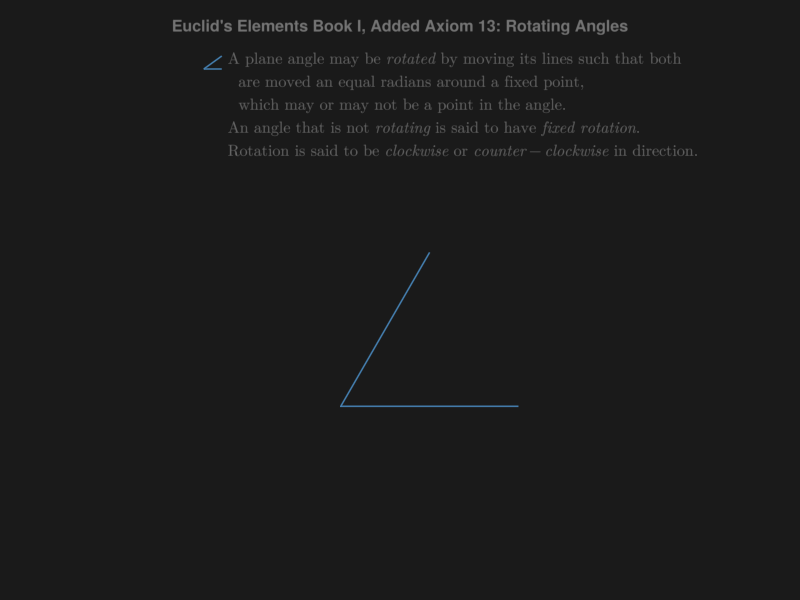 Euclid's Elements Book I, Added Axiom 13: Rotating Angles
A plane angle may be rotated by moving its lines such that both
are moved an equal radians around a fixed point,
which may or may not be a point in the angle.
An angle that is not rotating is said to have fixed rotation.
Rotation is said to be clockwise or counter − clockwise in direction.